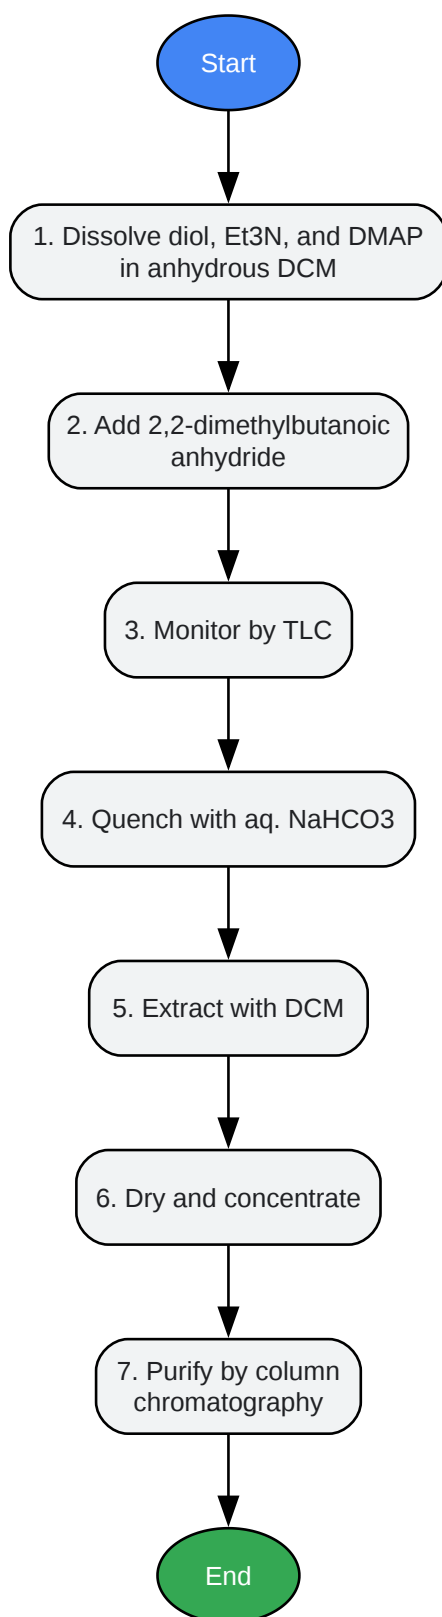 Start
1. Dissolve diol, Et3N, and DMAP
in anhydrous DCM
2. Add 2,2-dimethylbutanoic
anhydride
3. Monitor by TLC
4. Quench with aq. NaHCO3
5. Extract with DCM
6. Dry and concentrate
7. Purify by column
chromatography
End